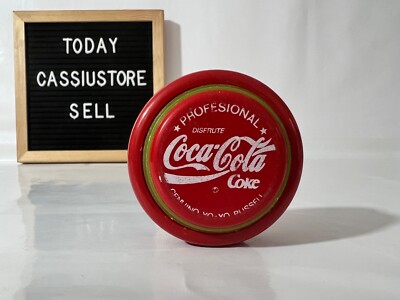 TODAY
CASSIUSTORE
SELL
PROFESIONAL
DISFRUTE
Coca-Cola
Coke
GENUINO YO-YO RUSSELL